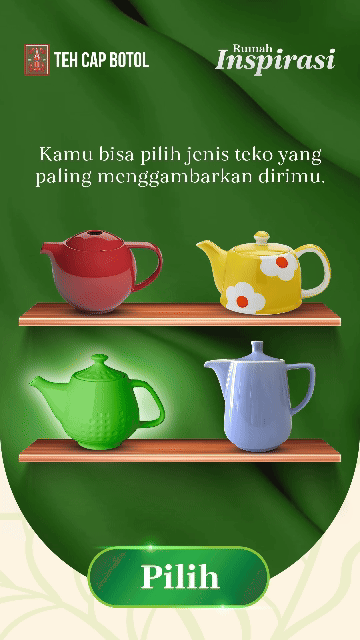 TEH CAP BOTOL
Rumah
Inspirasi
Kamu bisa pilih jenis teko yang
paling menggambarkan dirimu.
Pilih